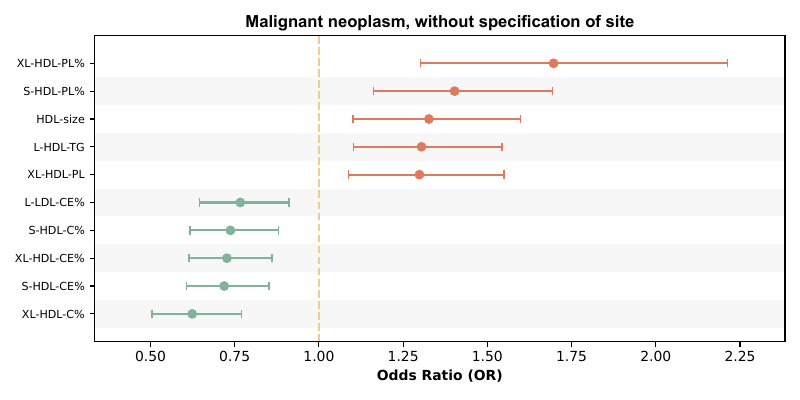 Malignant neoplasm, without specification of site
XL-HDL-PL%
S-HDL-PL%
HDL-size
L-HDL-TG
XL-HDL-PL
L-LDL-CE%
S-HDL-C%
XL-HDL-CE%
S-HDL-CE%
XL-HDL-C%
0.50 0.75 1.00 1.25 1.50 1.75 2.00 2.25
Odds Ratio (OR)